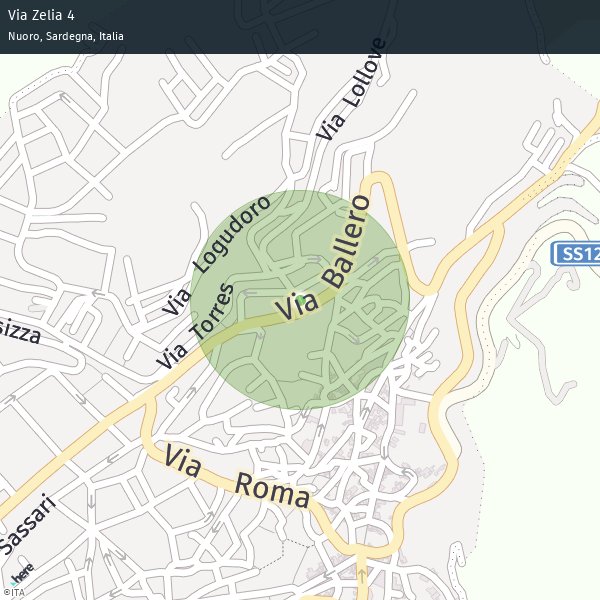 Via Zelia 4
Nuoro, Sardegna, Italia
Via Lollove
Via Logudoro
Via Ballero
SS12
Via Torres
sizza
Via Roma
Sassari
here
©ITA